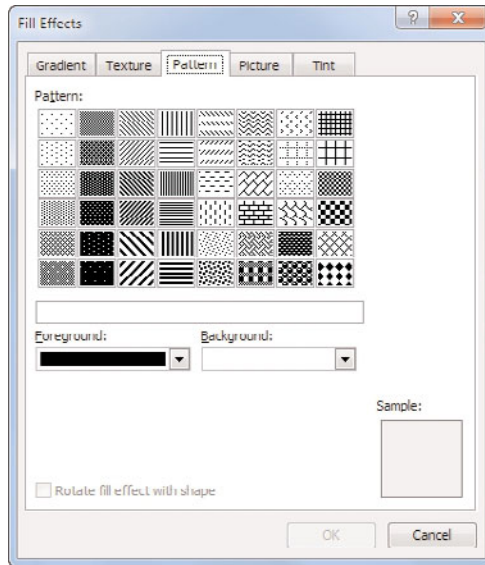 Fill Effects
?
X
Gradient Texture Pattern Picture Tint
Pattern:
Foreground: Background:
Sample:
Rotate fill effect with shape
OK Cancel